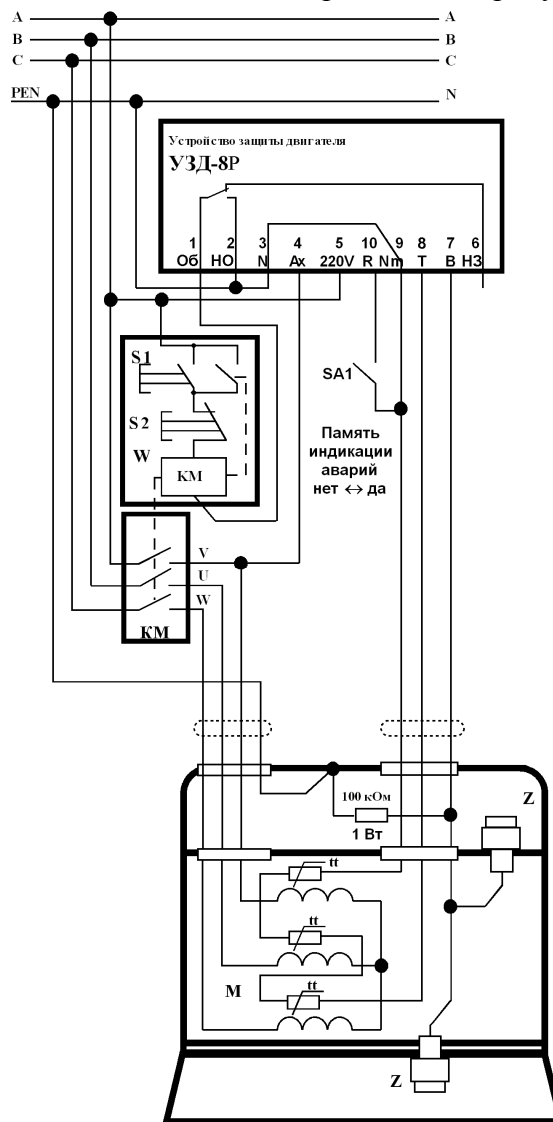 A A
B B
C C
PEN N
Устройство защиты двигателя
УЗД-8Р
1 2 3 4 5 10 9 8 7 6
Об НО N Ax 220V R Nm T B НЗ
S1
SA1
S2
Память
индикации
аварий
нет ↔ да
W
KM
V
U
W
KM
Z
100 кОм
1 Вт
tt
tt
M
tt
Z